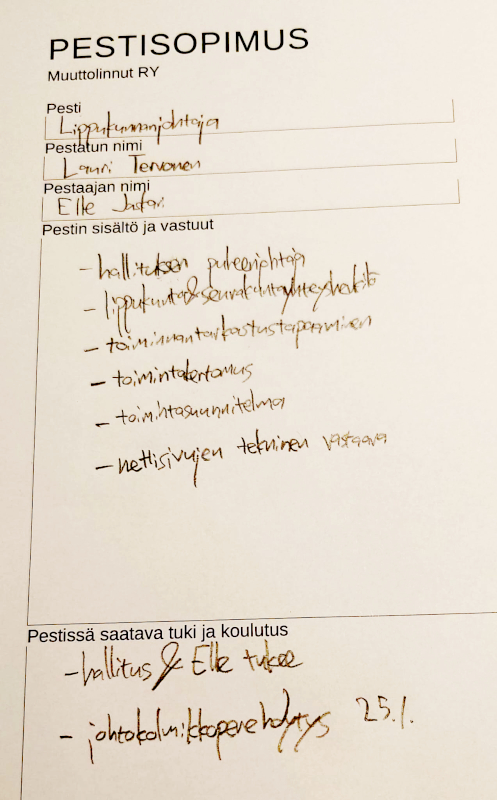 PESTISOPIMUS
Muuttolinnut RY
Pesti
Lippukunnanjohtaja
Pestatun nimi
Lauri Tervonen
Pestaajan nimi
Elle
Pestin sisältö ja vastuut
- hallituksen puheenjohtaja
- lippukunta&seurakuntayhteyshenkilö
- toiminnantarkastustapaaminen
- toimintakertomus
- toimintasuunnitelma
- nettisivujen tekninen vastaava
Pestissä saatava tuki ja koulutus
- hallitus & Elle tukee
- johtokolmikkoperehdytys 25.1.